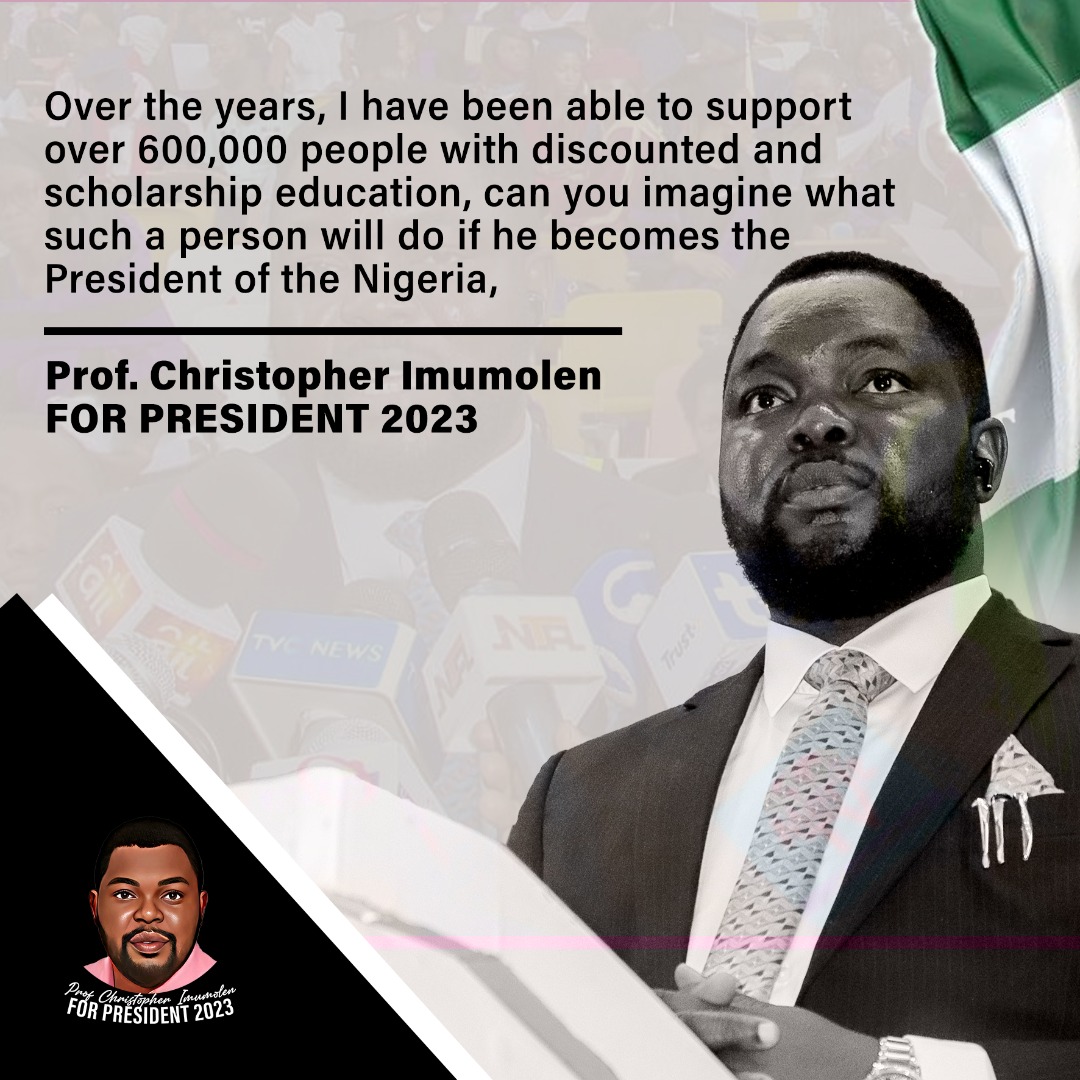 Over the years, I have been able to support
over 600,000 people with discounted and
scholarship education, can you imagine what
such a person will do if he becomes the
President of the Nigeria,
Prof. Christopher Imumolen
FOR PRESIDENT 2023
TVC NEWS
NTA
NTA
Trust
t
Prof Christopher Imumolen
FOR PRESIDENT 2023